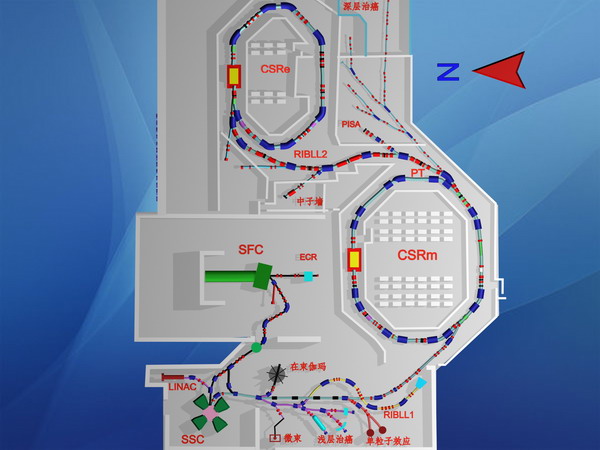 深层治癌
CSRe
N
PISA
RIBLL2
PT
中子墙
SFC
ECR
CSRm
在束伽玛
LINAC
RIBLL1
SSC
微束
浅层治癌
单粒子效应